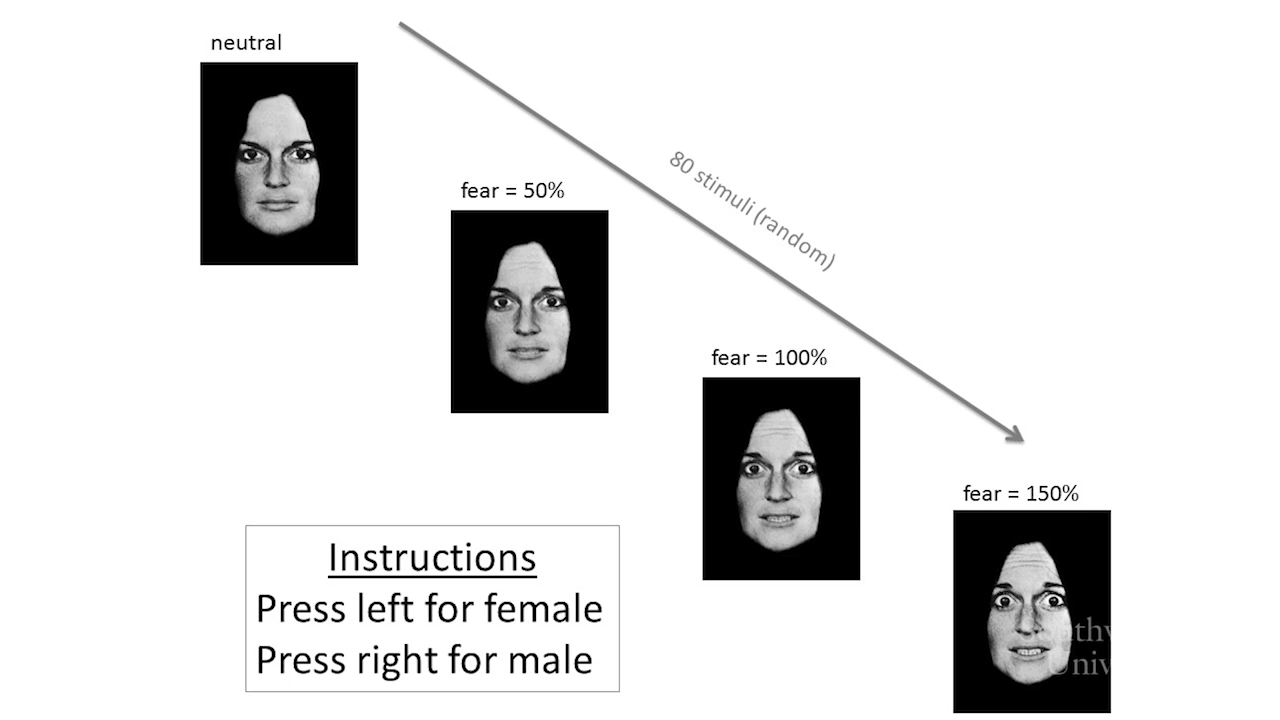 neutral
fear = 50%
80 stimuli (random)
fear = 100%
fear = 150%
Instructions
Press left for female
Press right for male